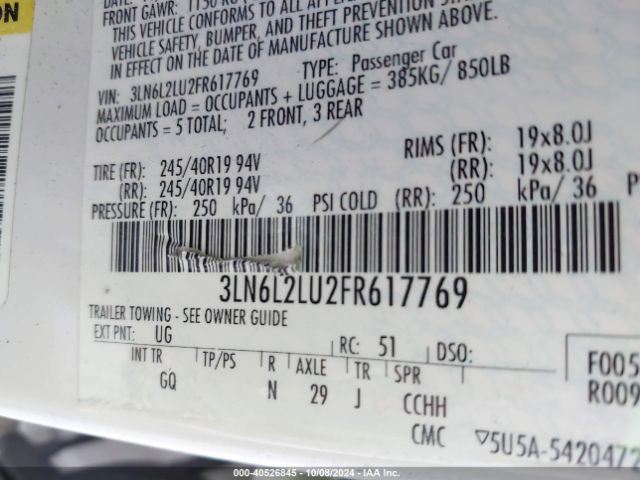 ON
FRONT GAWR: 1150 KG
THIS VEHICLE CONFORMS TO ALL
VEHICLE SAFETY, BUMPER, AND THEFT PREVENTION
IN EFFECT ON THE DATE OF MANUFACTURE SHOWN ABOVE.
VIN: 3LN6L2LU2FR617769 TYPE: Passenger Car
MAXIMUM LOAD = OCCUPANTS + LUGGAGE = 385KG/ 850LB
OCCUPANTS = 5 TOTAL; 2 FRONT, 3 REAR
TIRE (FR): 245/40R19 94V RIMS (FR): 19x8.0J
(RR): 245/40R19 94V (RR): 19x8.0J
PRESSURE (FR): 250 kPa/ 36 PSI COLD (RR): 250 kPa/ 36 P
3LN6L2LU2FR617769
TRAILER TOWING - SEE OWNER GUIDE
EXT PNT: UG RC: 51 DSO: F005
INT TR TP/PS R AXLE TR SPR R009
GQ N 29 J CCHH
CMC ▽5U5A-5420472
000-40526845 - 10/08/2024 - IAA Inc.